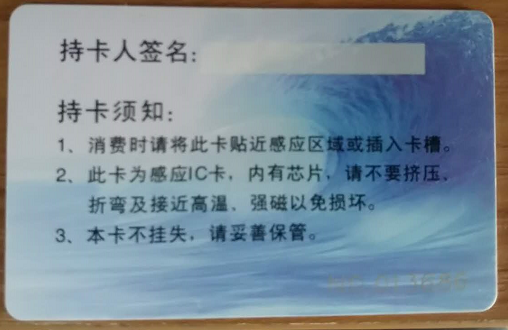 持卡人签名：
持卡须知：
1、消费时请将此卡贴近感应区域或插入卡槽。
2、此卡为感应IC卡，内有芯片，请不要挤压、
折弯及接近高温、强磁以免损坏。
3、本卡不挂失，请妥善保管。